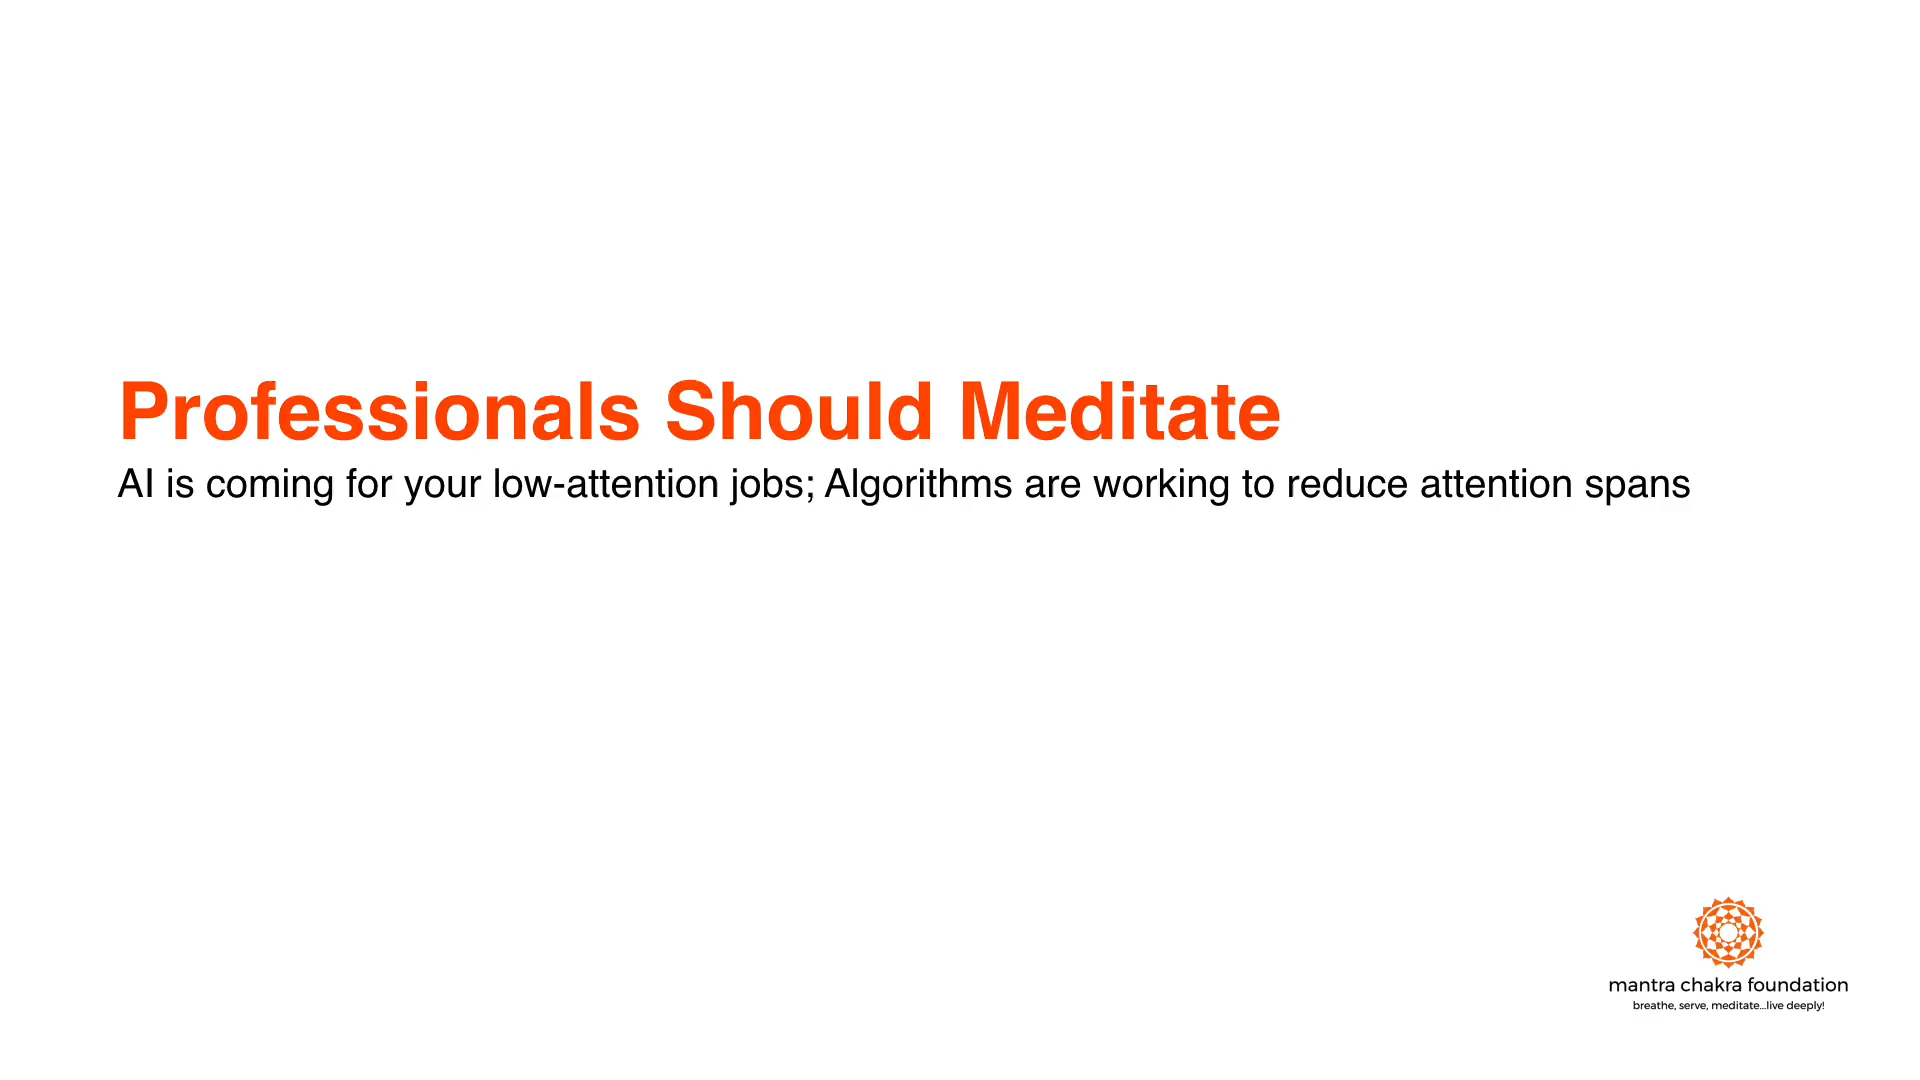 Professionals Should Meditate
AI is coming for your low-attention jobs; Algorithms are working to reduce attention spans
mantra chakra foundation
breathe, serve, meditate...live deeply!